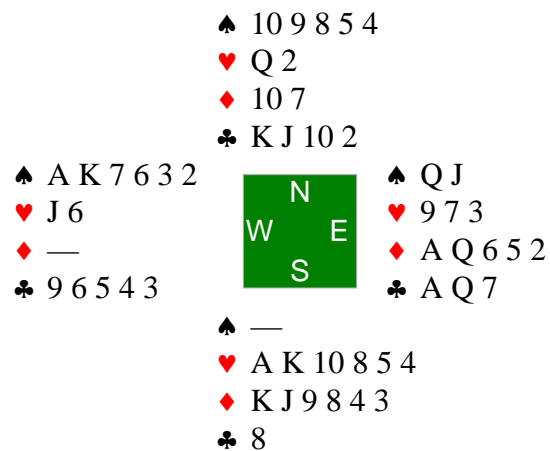 ♠ 10 9 8 5 4
♥ Q 2
♦ 10 7
♣ K J 10 2
♠ A K 7 6 3 2
♥ J 6
♦ —
♣ 9 6 5 4 3
N
W E
S
♠ Q J
♥ 9 7 3
♦ A Q 6 5 2
♣ A Q 7
♠ —
♥ A K 10 8 5 4
♦ K J 9 8 4 3
♣ 8